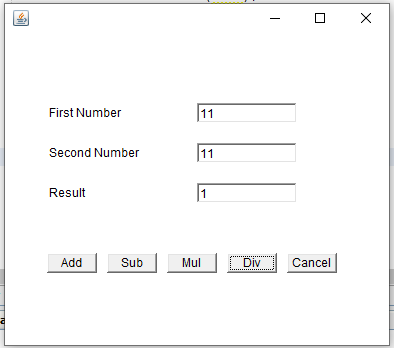 First Number 11
Second Number 11
Result 1
Add Sub Mul Div Cancel